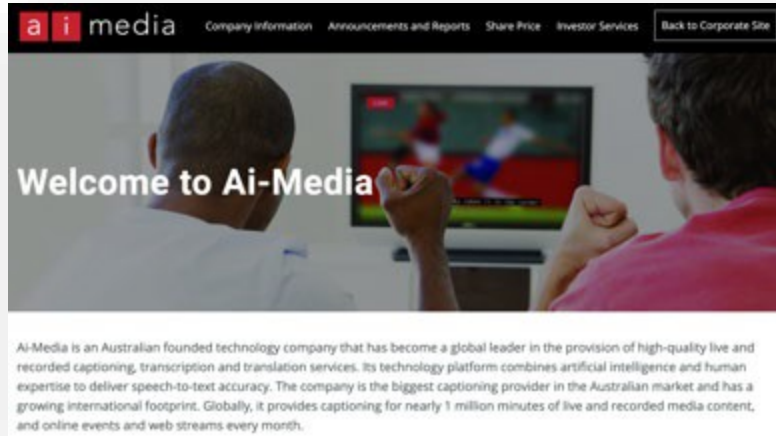 ai media Company Information Announcements and Reports Share Price Investor Services Back to Corporate Site
LIVE
Welcome to Ai-Media
Ai-Media is an Australian founded technology company that has become a global leader in the provision of high-quality live and
recorded captioning, transcription and translation services. Its technology platform combines artificial intelligence and human
expertise to deliver speech-to-text accuracy. The company is the biggest captioning provider in the Australian market and has a
growing international footprint. Globally, it provides captioning for nearly 1 million minutes of live and recorded media content,
and online events and web streams every month.